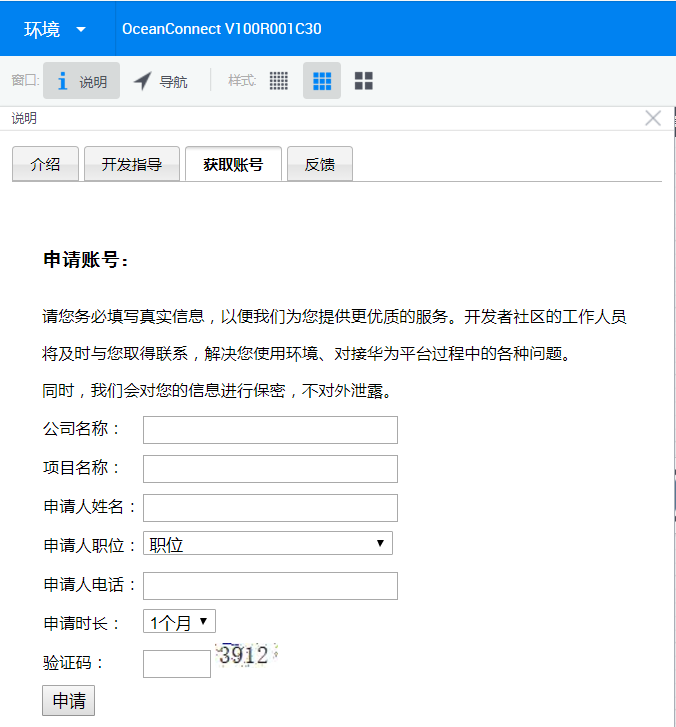 环境 OceanConnect V100R001C30
窗口: 说明 导航 样式:
说明
介绍 开发指导 获取账号 反馈
申请账号：
请您务必填写真实信息，以便我们为您提供更优质的服务。开发者社区的工作人员
将及时与您取得联系，解决您使用环境、对接华为平台过程中的各种问题。
同时，我们会对您的信息进行保密，不对外泄露。
公司名称：
项目名称：
申请人姓名：
申请人职位： 职位
申请人电话：
申请时长： 1个月
验证码： 3912
申请